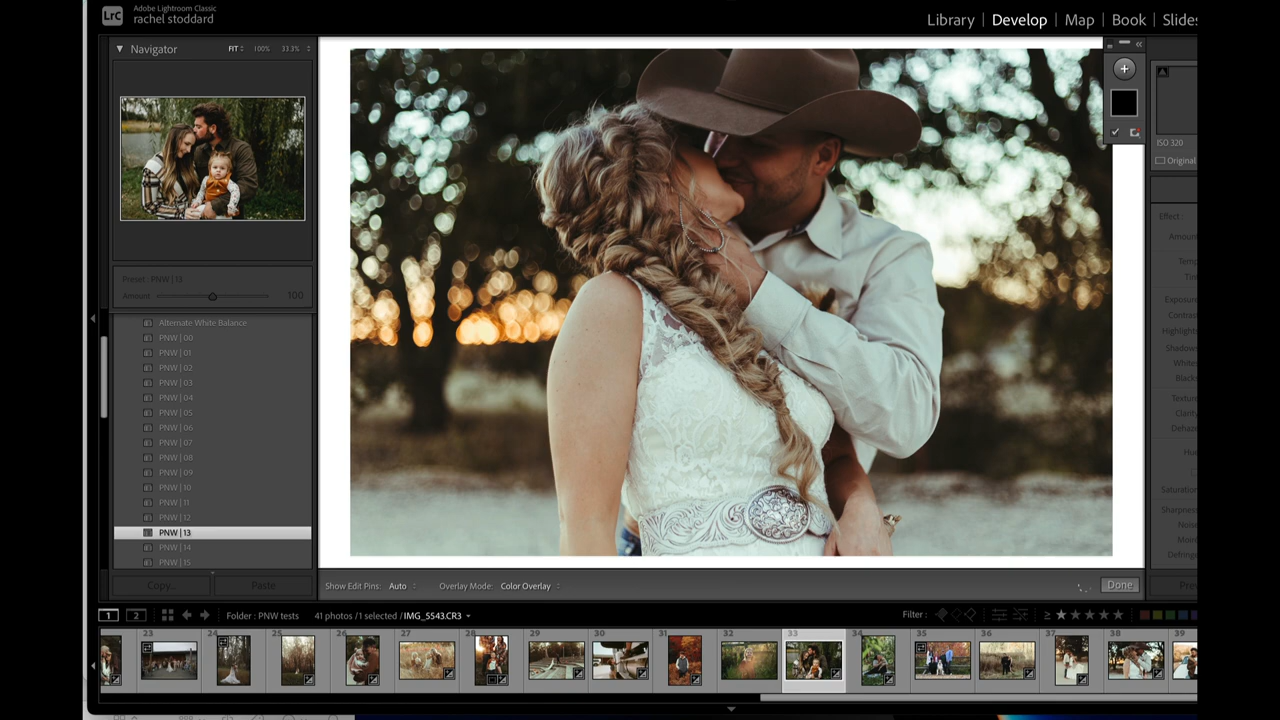 LrC
Adobe Lightroom Classic
rachel stoddard
Library | Develop | Map | Book | Slides
Navigator FIT 100% 33.3%
Preset : PNW | 13
Amount 100
Alternate White Balance
PNW | 00
PNW | 01
PNW | 02
PNW | 03
PNW | 04
PNW | 05
PNW | 06
PNW | 07
PNW | 08
PNW | 09
PNW | 10
PNW | 11
PNW | 12
PNW | 13
PNW | 14
PNW | 15
Copy... Paste
ISO 320
Original
Effect :
Amount
Temp
Tint
Exposure
Contras
Highlights
Shadows
Whites
Blacks
Texture
Clarity
Dehaze
Hue
Saturation
Sharpness
Noise
Moiré
Defringe
Show Edit Pins: Auto Overlay Mode: Color Overlay Done Prev
1 2 Folder : PNW tests 41 photos / 1 selected / IMG_5543.CR3 Filter : ≥ ★ ★ ★ ★ ★
23 24 25 26 27 28 29 30 31 32 33 34 35 36 37 38 39